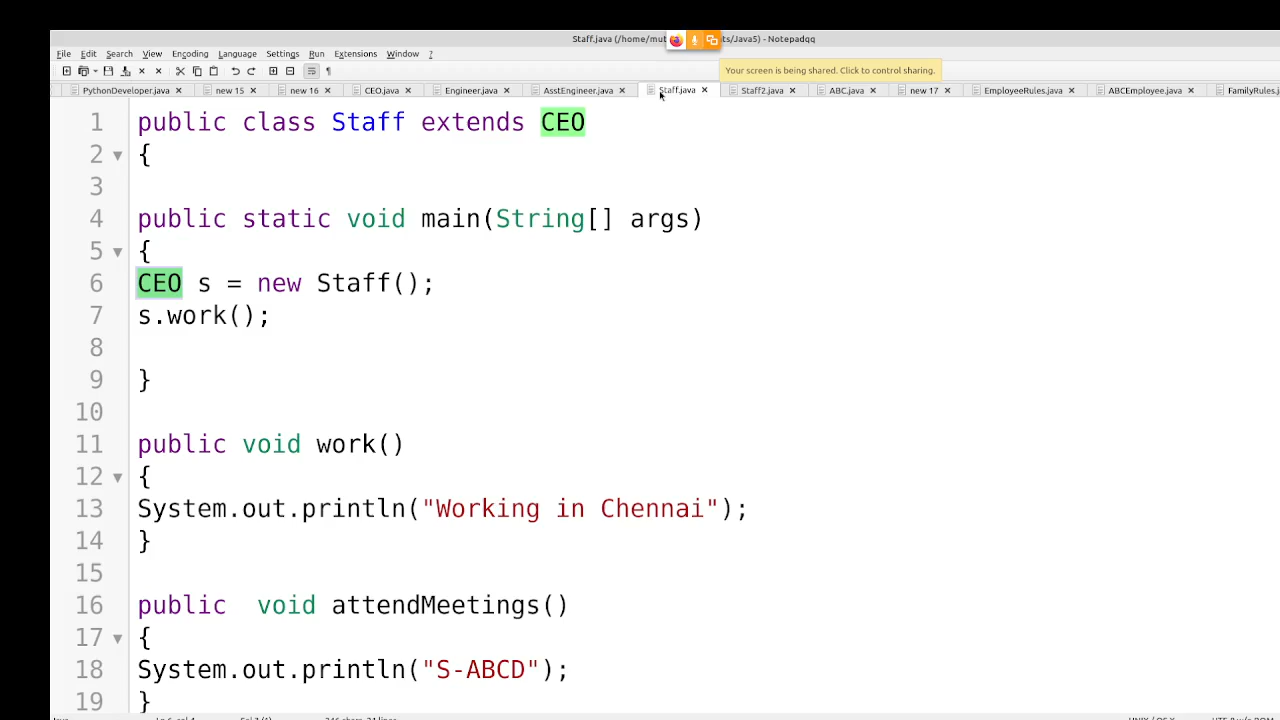 Staff.java (/home/mut ts/Java5) - Notepadqq
File Edit Search View Encoding Language Settings Run Extensions Window ?
Your screen is being shared. Click to control sharing.
PythonDeveloper.java new 15 new 16 CEO.java Engineer.java AsstEngineer.java Staff.java Staff2.java ABC.java new 17 EmployeeRules.java ABCEmployee.java FamilyRules.j
1 public class Staff extends CEO
2 {
3
4 public static void main(String[] args)
5 {
6 CEO s = new Staff();
7 s.work();
8
9 }
10
11 public void work()
12 {
13 System.out.println("Working in Chennai");
14 }
15
16 public  void attendMeetings()
17 {
18 System.out.println("S-ABCD");
19 }